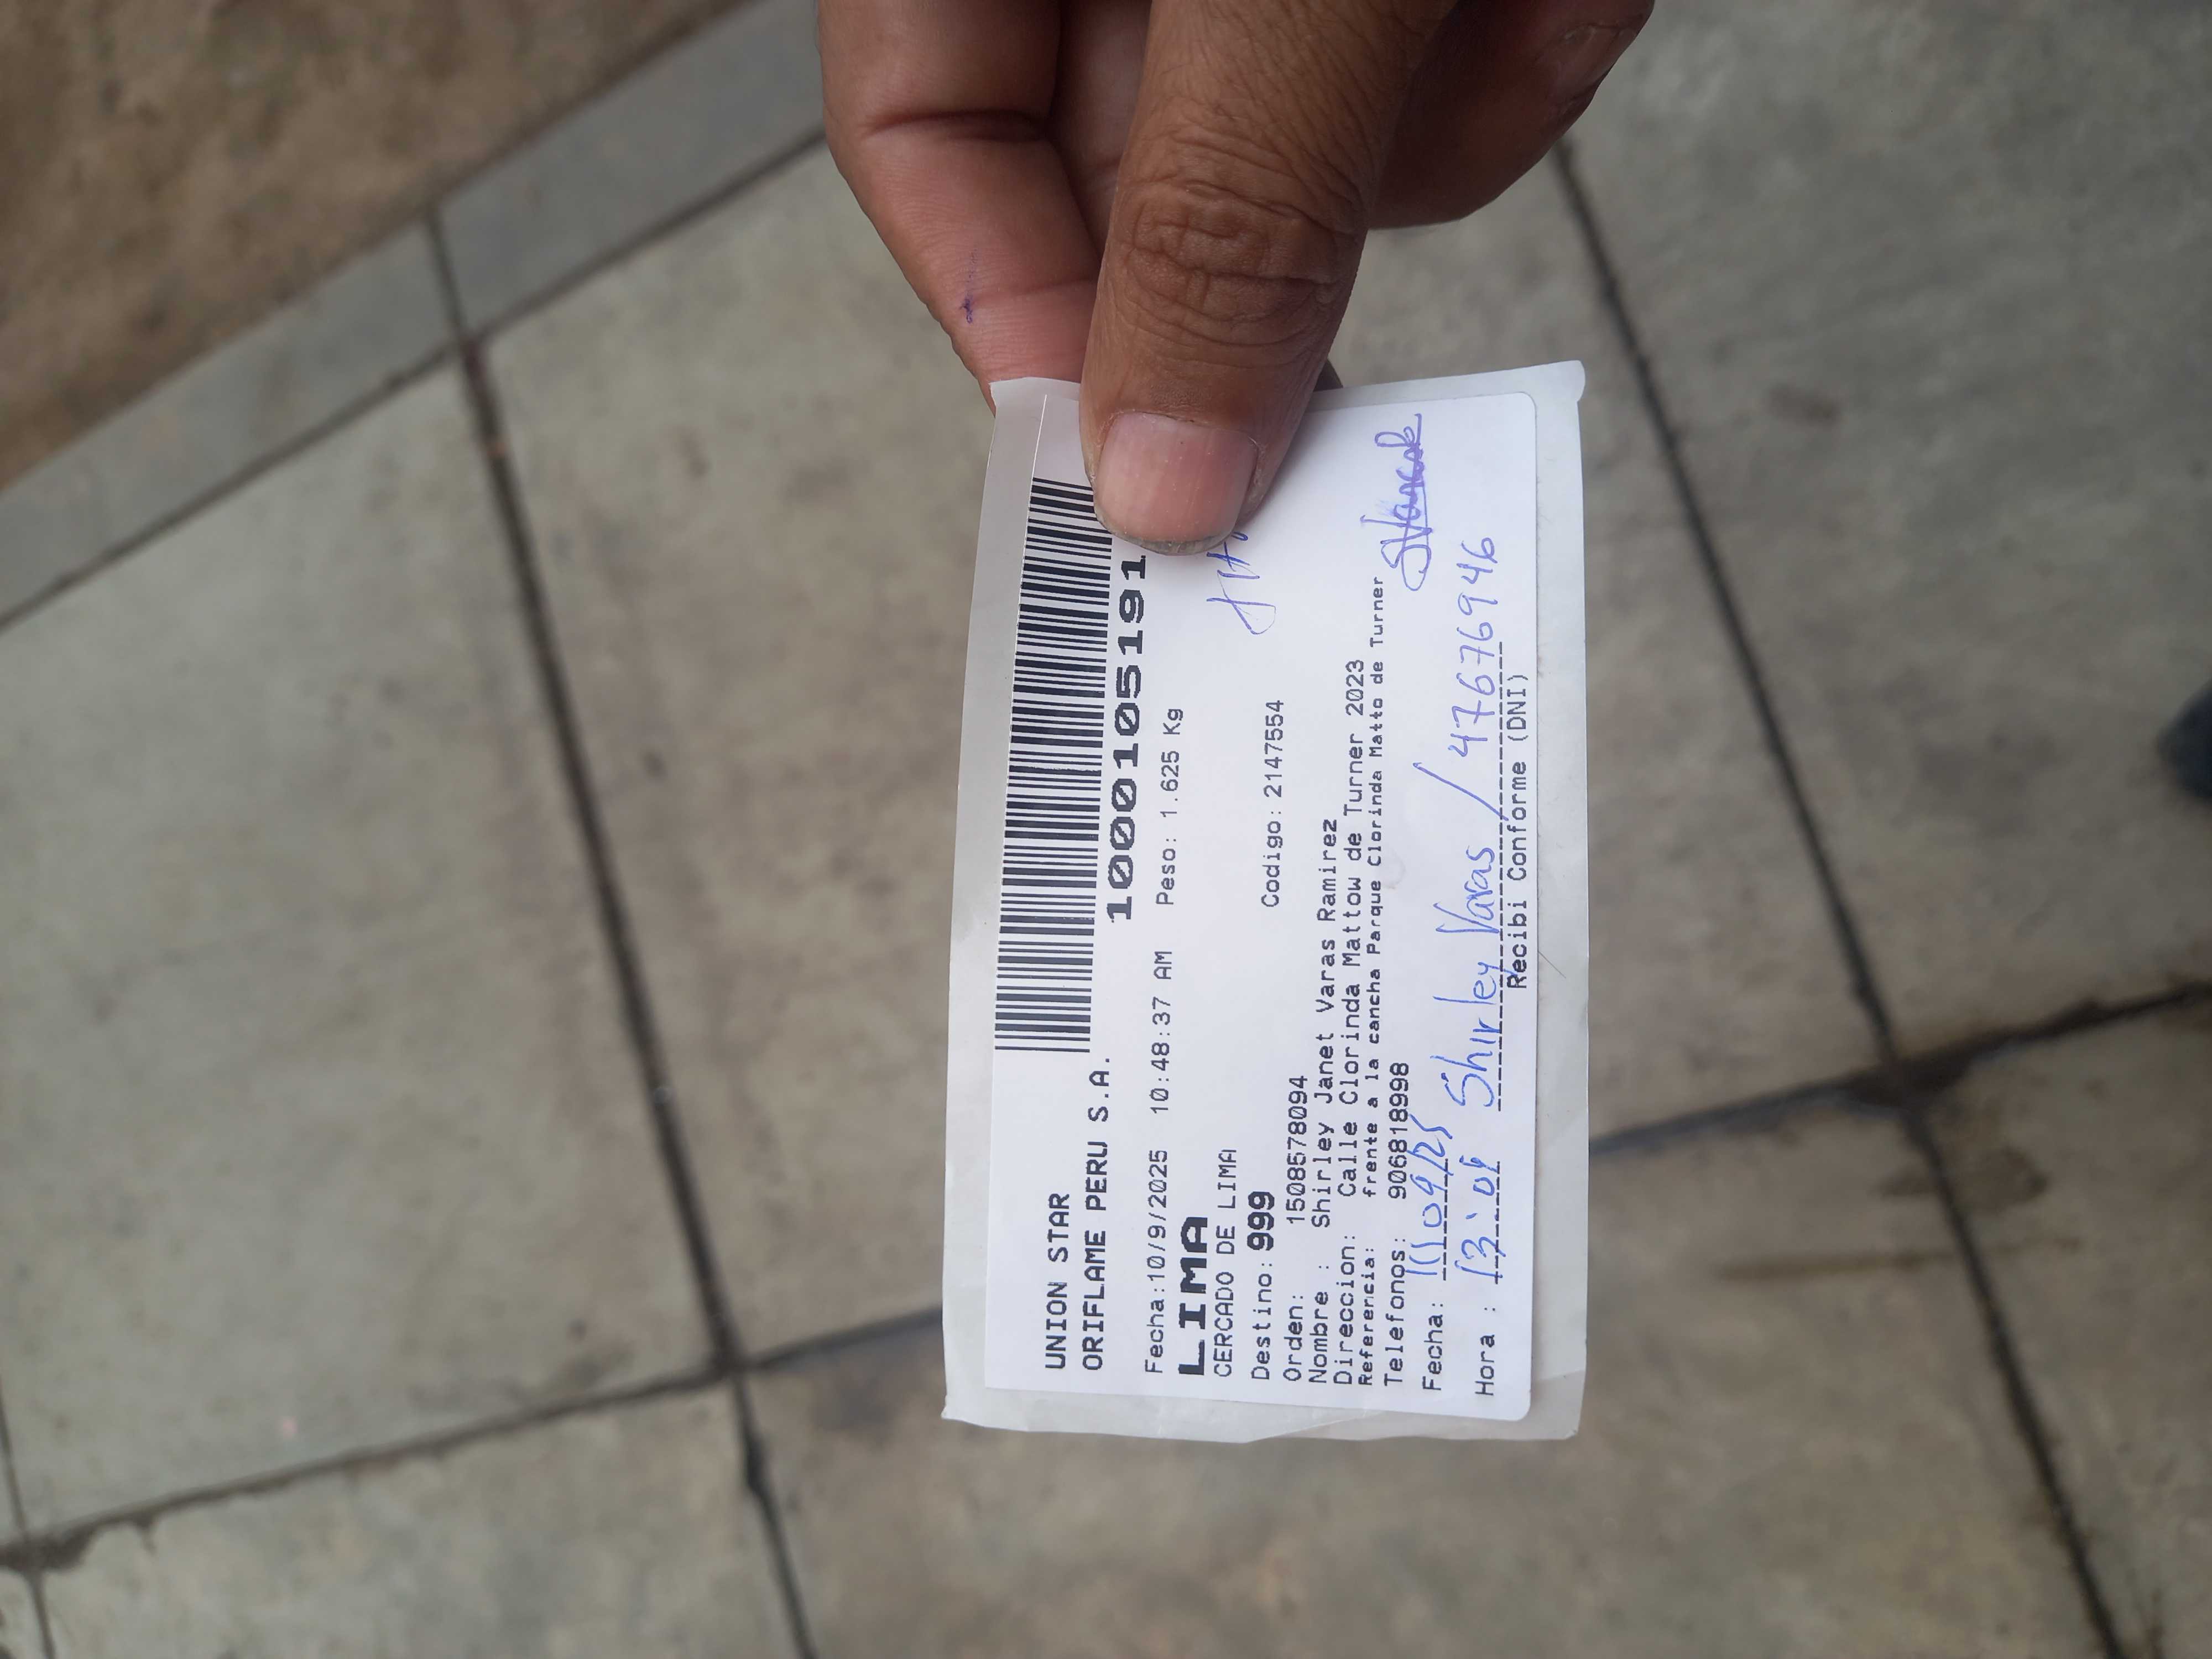 UNION STAR
ORIFLAME PERU S.A.
1000105191
Fecha:10/9/2025 10:48:37 AM Peso: 1.625 Kg
LIMA
CERCADO DE LIMA
Destino: 999 Codigo: 2147554
Orden: 1508578094
Nombre : Shirley Janet Varas Ramirez
Direccion: Calle Clorinda Mattow de Turner 2023
Referencia: frente a la cancha Parque Clorinda Matto de Turner
Telefonos: 906818998
Fecha: 11/09/25
Hora : Shirley Varas / 47676946
Recibi Conforme (DNI)